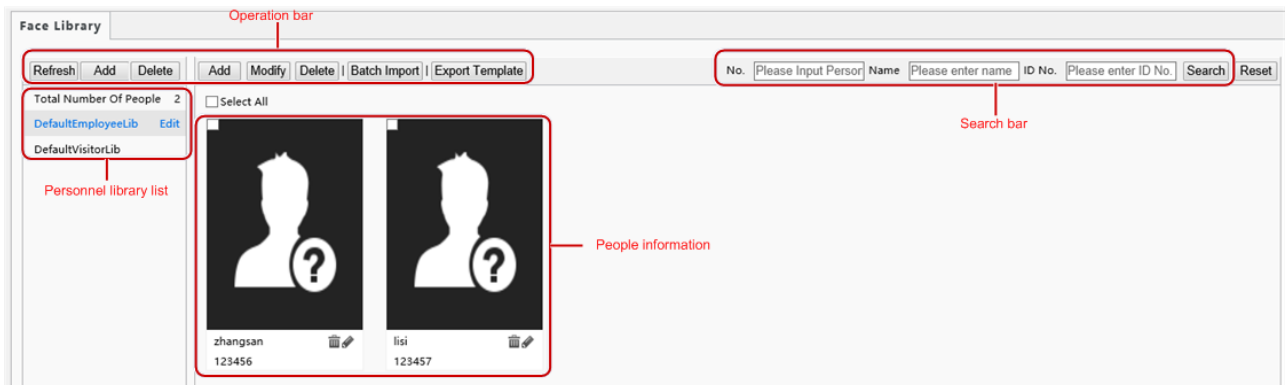 Operation bar
Face Library
Refresh Add Delete Add Modify Delete | Batch Import | Export Template No. Please Input Person Name Please enter name ID No. Please enter ID No. Search Reset
Total Number Of People 2
Select All
DefaultEmployeeLib Edit
Search bar
DefaultVisitorLib
Personnel library list
People information
zhangsan
123456
lisi
123457